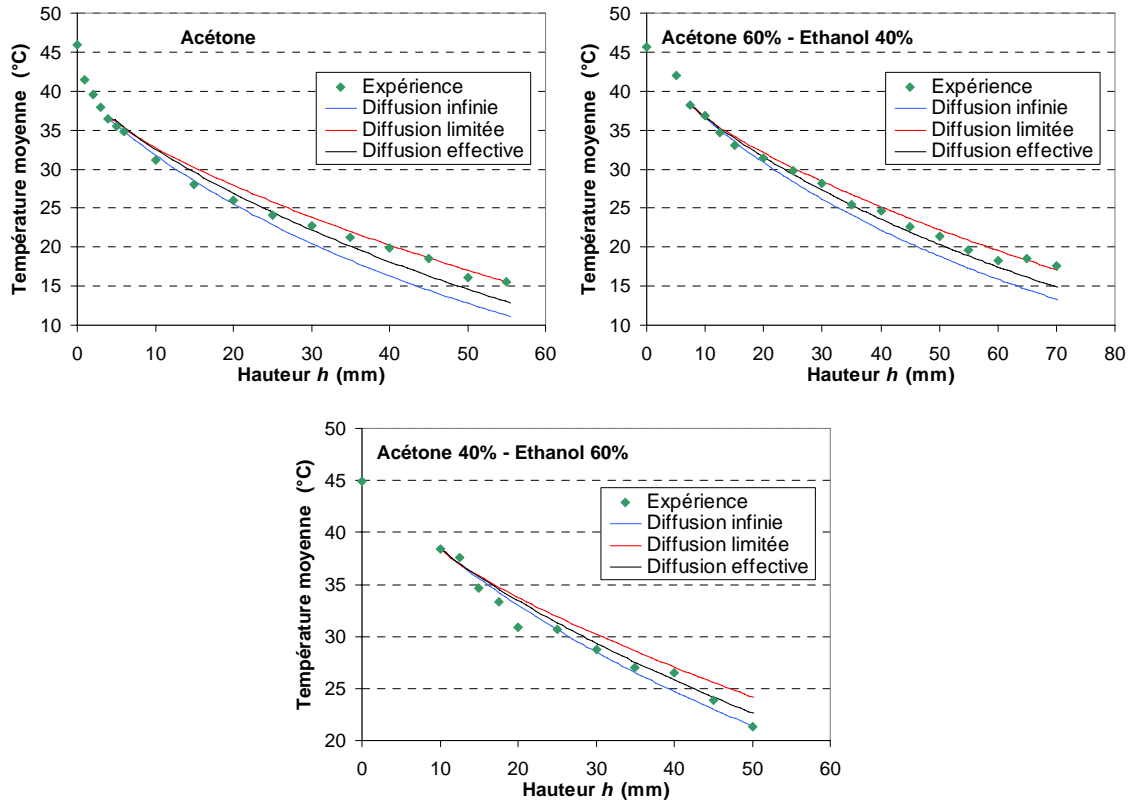 Acétone
Température moyenne (°C)
50
45
40
35
30
25
20
15
10
Expérience
Diffusion infinie
Diffusion limitée
Diffusion effective
0 10 20 30 40 50 60
Hauteur h (mm)
Acétone 60% - Ethanol 40%
Température moyenne (°C)
50
45
40
35
30
25
20
15
10
Expérience
Diffusion infinie
Diffusion limitée
Diffusion effective
0 10 20 30 40 50 60 70 80
Hauteur h (mm)
Acétone 40% - Ethanol 60%
Température moyenne (°C)
50
45
40
35
30
25
20
Expérience
Diffusion infinie
Diffusion limitée
Diffusion effective
0 10 20 30 40 50 60
Hauteur h (mm)